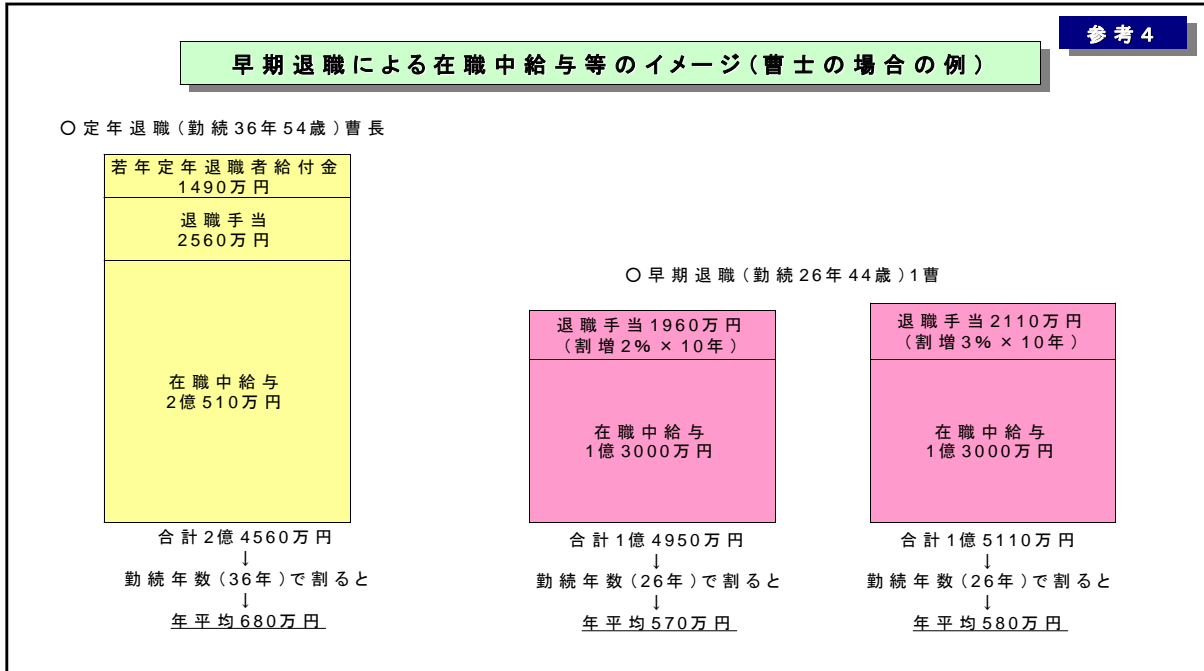 参考4
早期退職による在職中給与等のイメージ(曹士の場合の例)
○定年退職(勤続36年54歳)曹長
若年定年退職者給付金
1490万円
退職手当
2560万円
在職中給与
2億510万円
合計2億4560万円
↓
勤続年数(36年)で割ると
↓
年平均680万円
○早期退職(勤続26年44歳)1曹
退職手当1960万円
(割増2%×10年)
在職中給与
1億3000万円
合計1億4950万円
↓
勤続年数(26年)で割ると
↓
年平均570万円
退職手当2110万円
(割増3%×10年)
在職中給与
1億3000万円
合計1億5110万円
↓
勤続年数(26年)で割ると
↓
年平均580万円